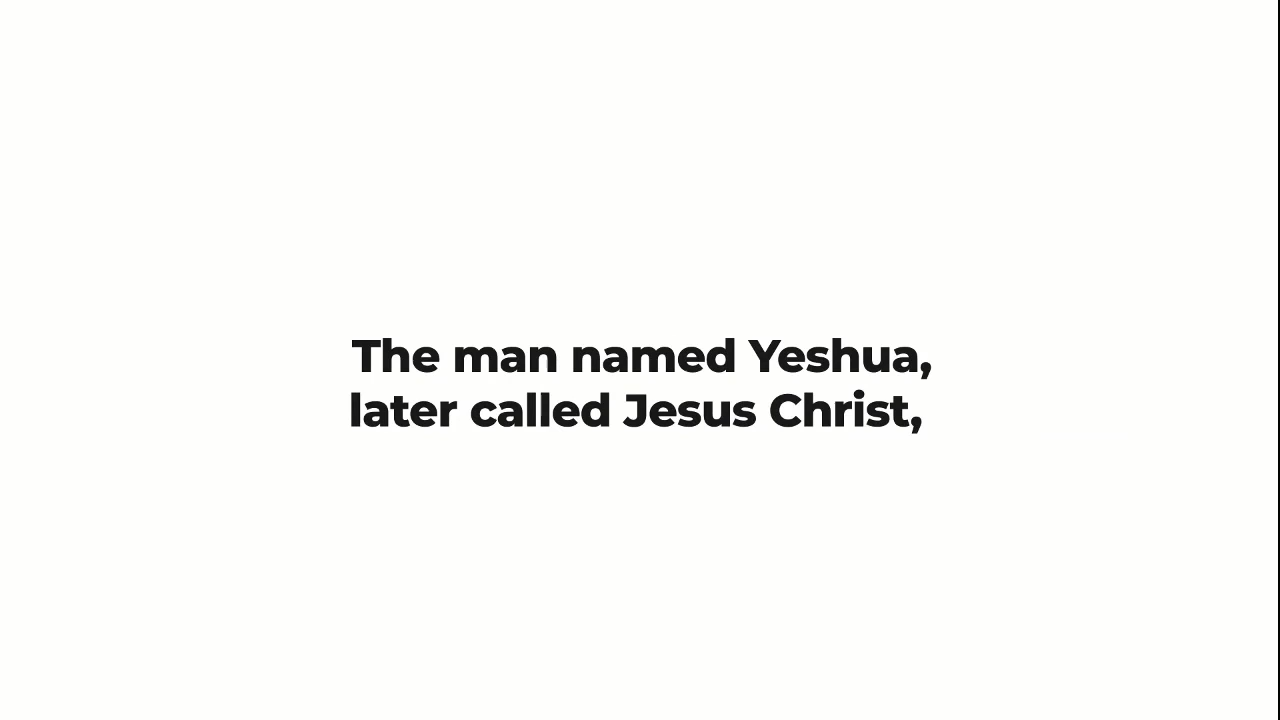 The man named Yeshua,
later called Jesus Christ,